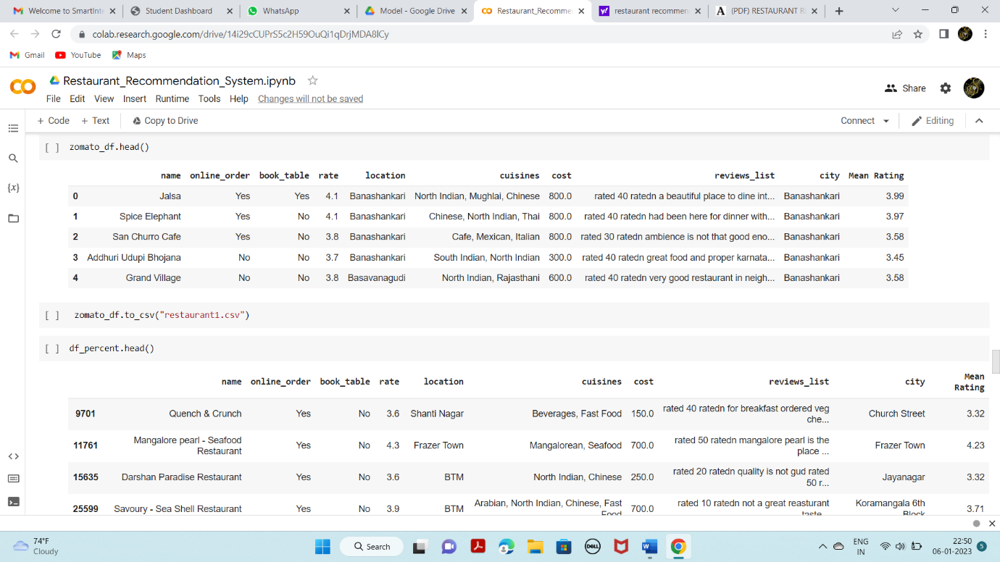 Welcome to SmartInte
Student Dashboard
WhatsApp
Model - Google Drive
Restaurant_Recomme
restaurant recommen
(PDF) RESTAURANT R
colab.research.google.com/drive/14i29cCUPrS5c2H59OuQi1qDrjMDA8lCy
Gmail YouTube Maps
Restaurant_Recommendation_System.ipynb
Share
File Edit View Insert Runtime Tools Help Changes will not be saved
+ Code + Text Copy to Drive Connect Editing
[ ] zomato_df.head()
name online_order book_table rate location cuisines cost reviews_list city Mean Rating
0 Jalsa Yes Yes 4.1 Banashankari North Indian, Mughlai, Chinese 800.0 rated 40 ratedn a beautiful place to dine int... Banashankari 3.99
1 Spice Elephant Yes No 4.1 Banashankari Chinese, North Indian, Thai 800.0 rated 40 ratedn had been here for dinner with... Banashankari 3.97
2 San Churro Cafe Yes No 3.8 Banashankari Cafe, Mexican, Italian 800.0 rated 30 ratedn ambience is not that good eno... Banashankari 3.58
3 Addhuri Udupi Bhojana No No 3.7 Banashankari South Indian, North Indian 300.0 rated 40 ratedn great food and proper karnata... Banashankari 3.45
4 Grand Village No No 3.8 Basavanagudi North Indian, Rajasthani 600.0 rated 40 ratedn very good restaurant in neigh... Banashankari 3.58
[ ] zomato_df.to_csv("restaurant1.csv")
[ ] df_percent.head()
name online_order book_table rate location cuisines cost reviews_list city Mean
Rating
9701 Quench & Crunch Yes No 3.6 Shanti Nagar Beverages, Fast Food 150.0 rated 40 ratedn for breakfast ordered veg
che... Church Street 3.32
11761 Mangalore pearl - Seafood
Restaurant Yes No 4.3 Frazer Town Mangalorean, Seafood 700.0 rated 50 ratedn mangalore pearl is the
place ... Frazer Town 4.23
15635 Darshan Paradise Restaurant Yes No 3.6 BTM North Indian, Chinese 250.0 rated 20 ratedn quality is not gud rated
50 r... Jayanagar 3.32
25599 Savoury - Sea Shell Restaurant Yes No 3.9 BTM Arabian, North Indian, Chinese, Fast
Food 700.0 rated 10 ratedn not a great reasturant
taste... Koramangala 6th
Block 3.71
74°F
Cloudy
Search
DELL
ENG
IN
22:50
06-01-2023
5